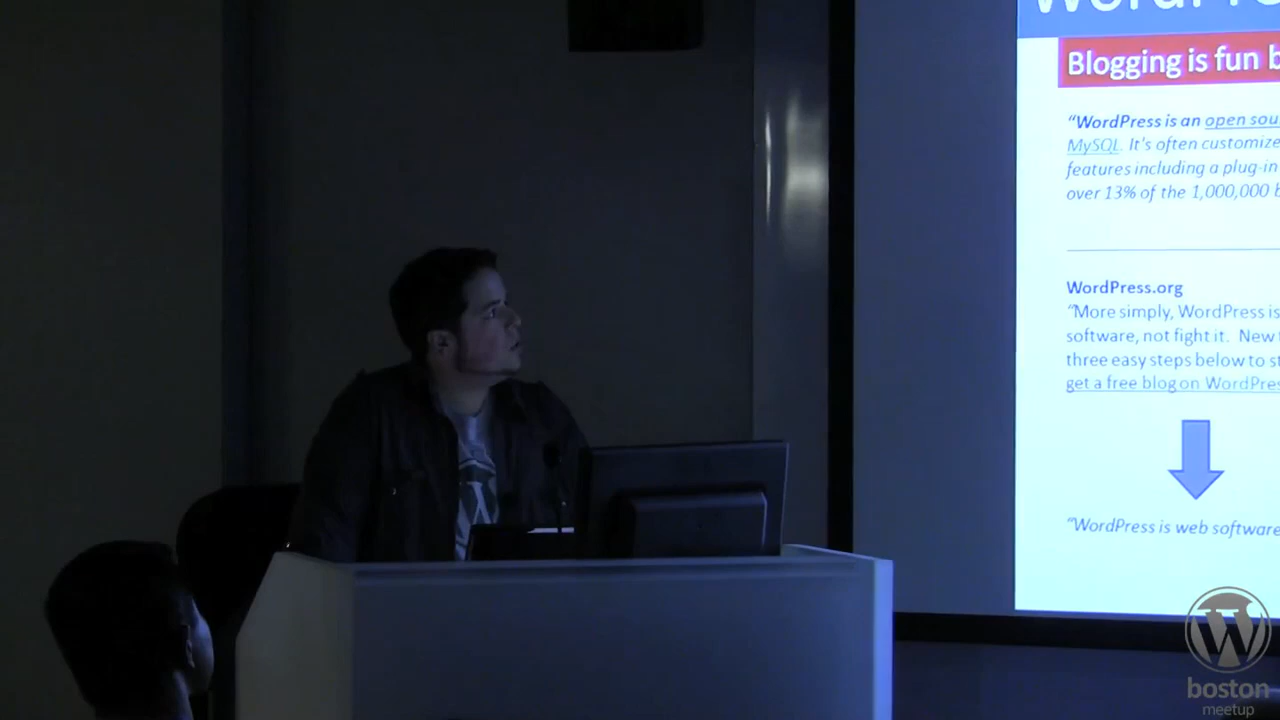 WordPre
Blogging is fun b
“WordPress is an open sou
MySQL. It's often customize
features including a plug-in
over 13% of the 1,000,000 b
WordPress.org
“More simply, WordPress is
software, not fight it. New
three easy steps below to st
get a free blog on WordPres
“WordPress is web software
W
W
boston
meetup